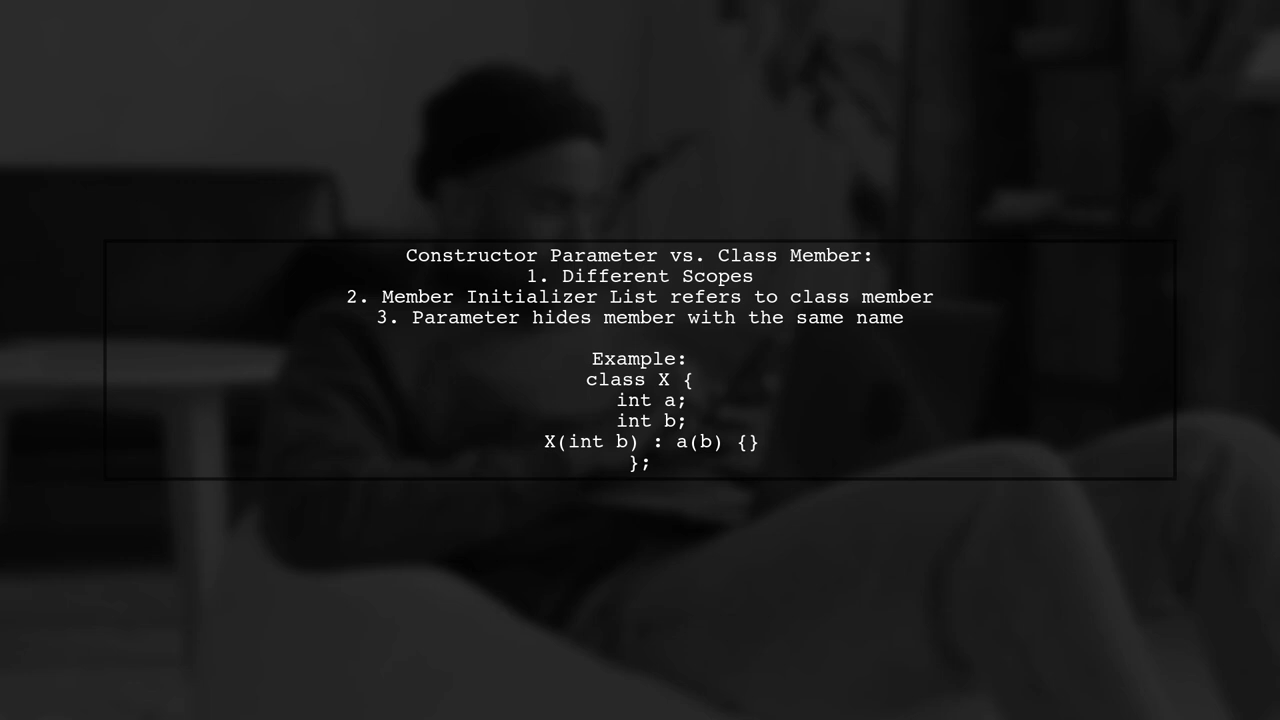 Constructor Parameter vs. Class Member:
1. Different Scopes
2. Member Initializer List refers to class member
3. Parameter hides member with the same name
Example:
class X {
int a;
int b;
X(int b) : a(b) {}
};